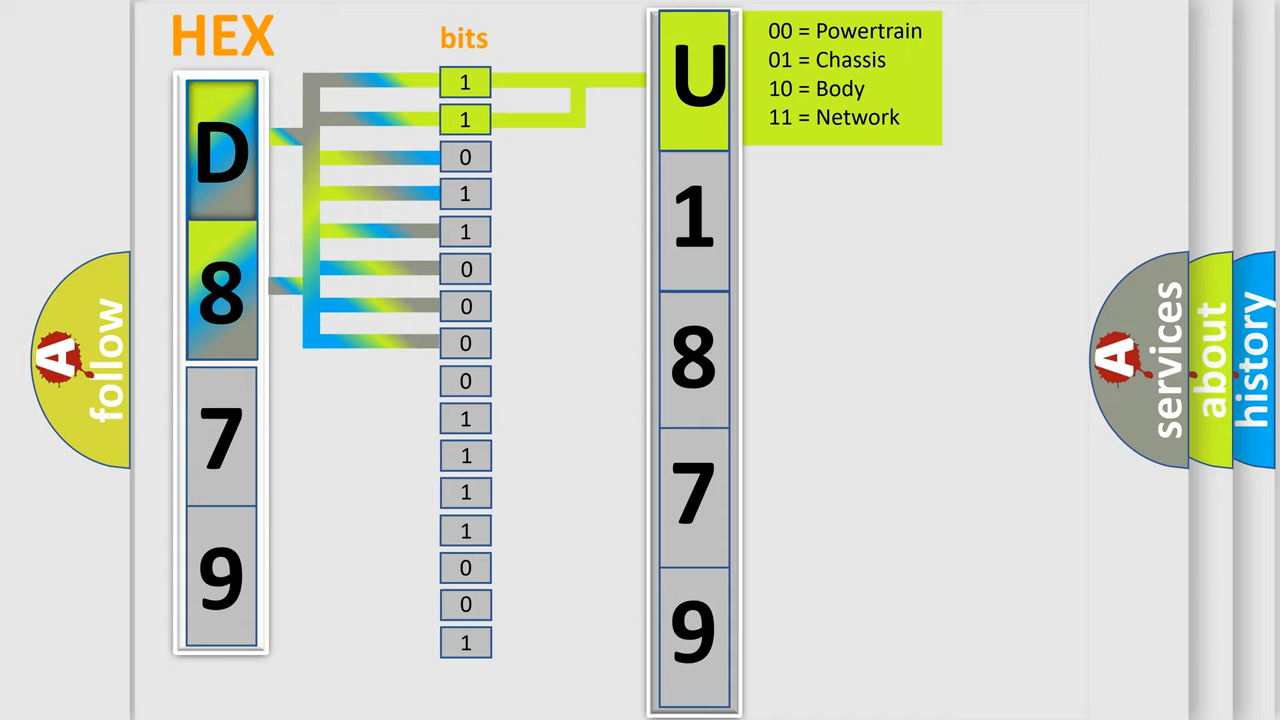 HEX
bits
D
8
7
9
1
1
0
1
1
0
0
0
0
1
1
1
1
0
0
1
U
1
8
7
9
00 = Powertrain
01 = Chassis
10 = Body
11 = Network
A
follow
A
services
about
history